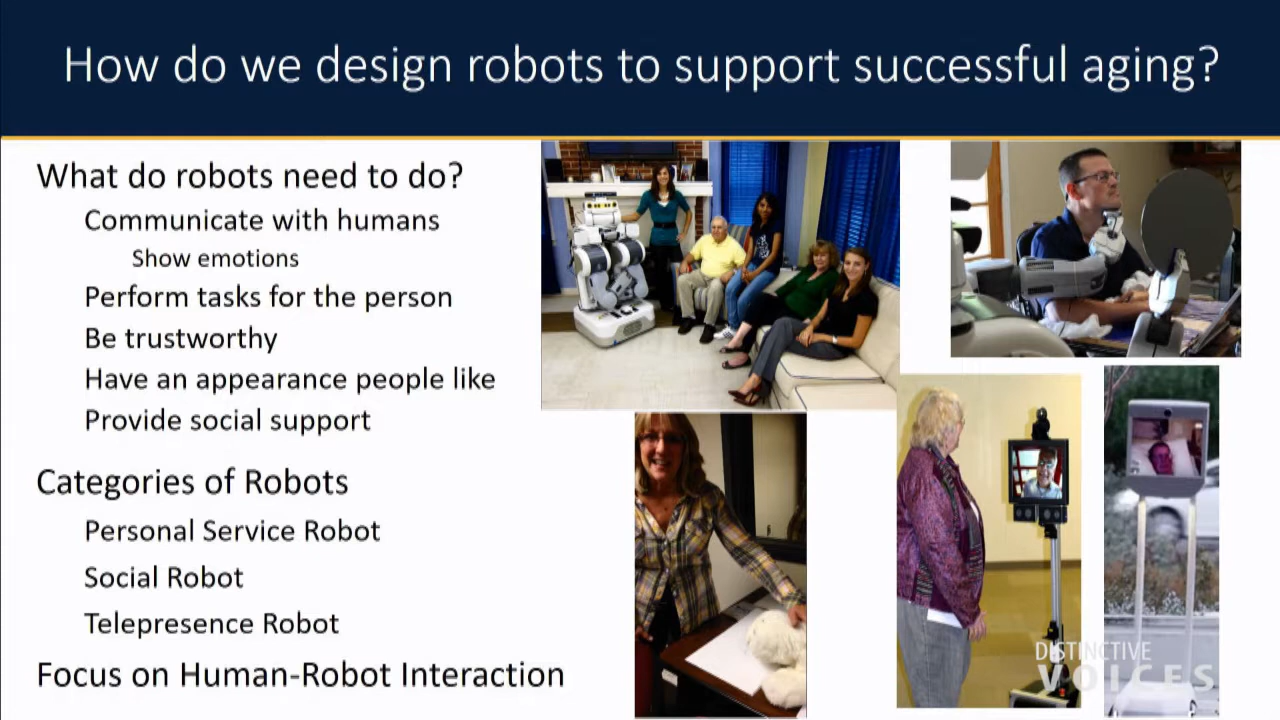 How do we design robots to support successful aging?
What do robots need to do?
Communicate with humans
Show emotions
Perform tasks for the person
Be trustworthy
Have an appearance people like
Provide social support
Categories of Robots
Personal Service Robot
Social Robot
Telepresence Robot
Focus on Human-Robot Interaction
DISTINCTIVE
VOICES